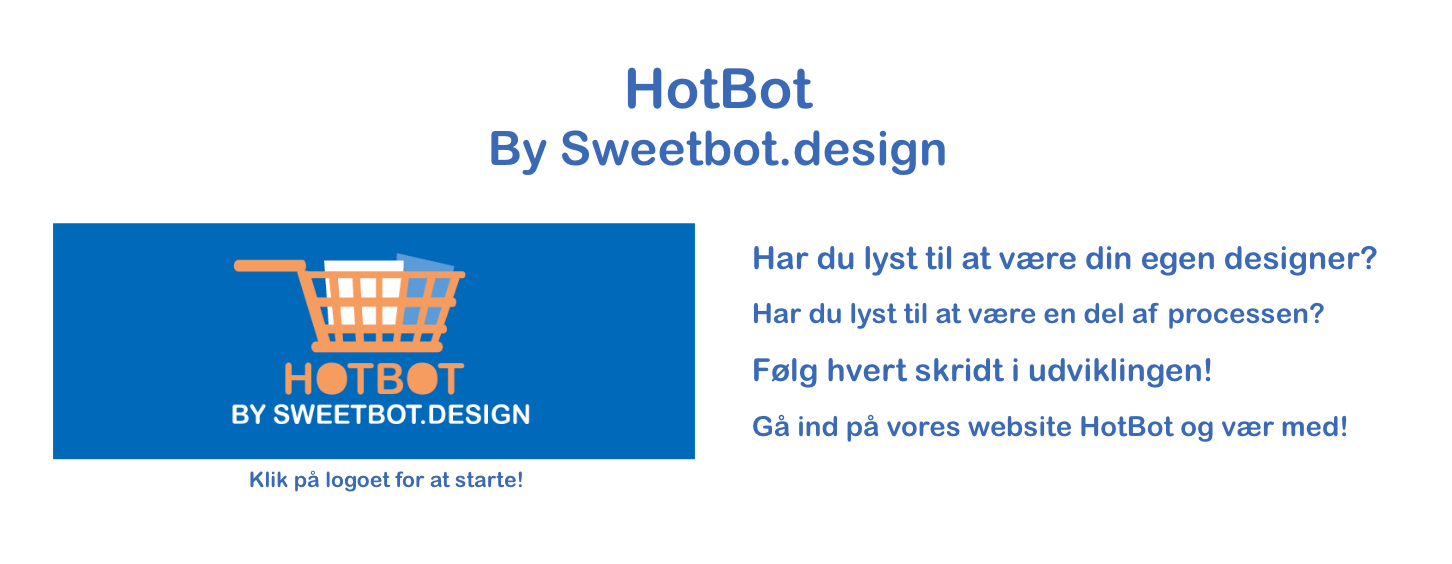 HotBot
By Sweetbot.design
HOTBOT
BY SWEETBOT.DESIGN
Klik på logoet for at starte!
Har du lyst til at være din egen designer?
Har du lyst til at være en del af processen?
Følg hvert skridt i udviklingen!
Gå ind på vores website HotBot og vær med!